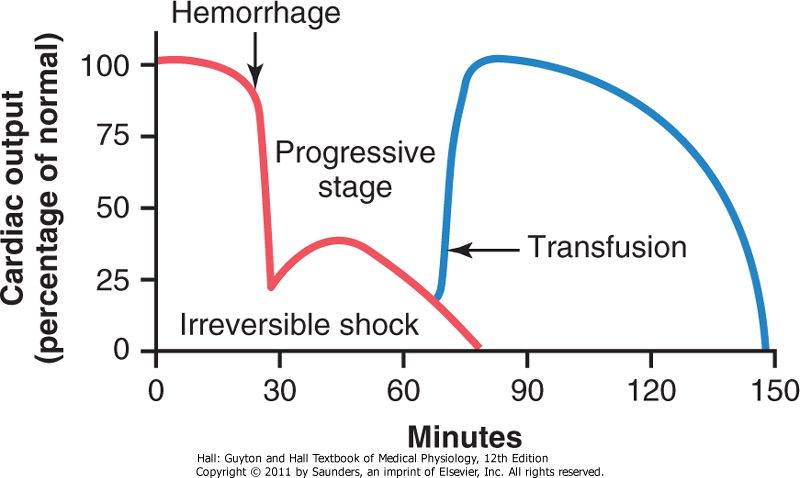 Hemorrhage
Cardiac output
(percentage of normal)
100
75
50
25
0
Progressive
stage
Transfusion
Irreversible shock
0 30 60 90 120 150
Minutes
Hall: Guyton and Hall Textbook of Medical Physiology, 12th Edition
Copyright © 2011 by Saunders, an imprint of Elsevier, Inc. All rights reserved.